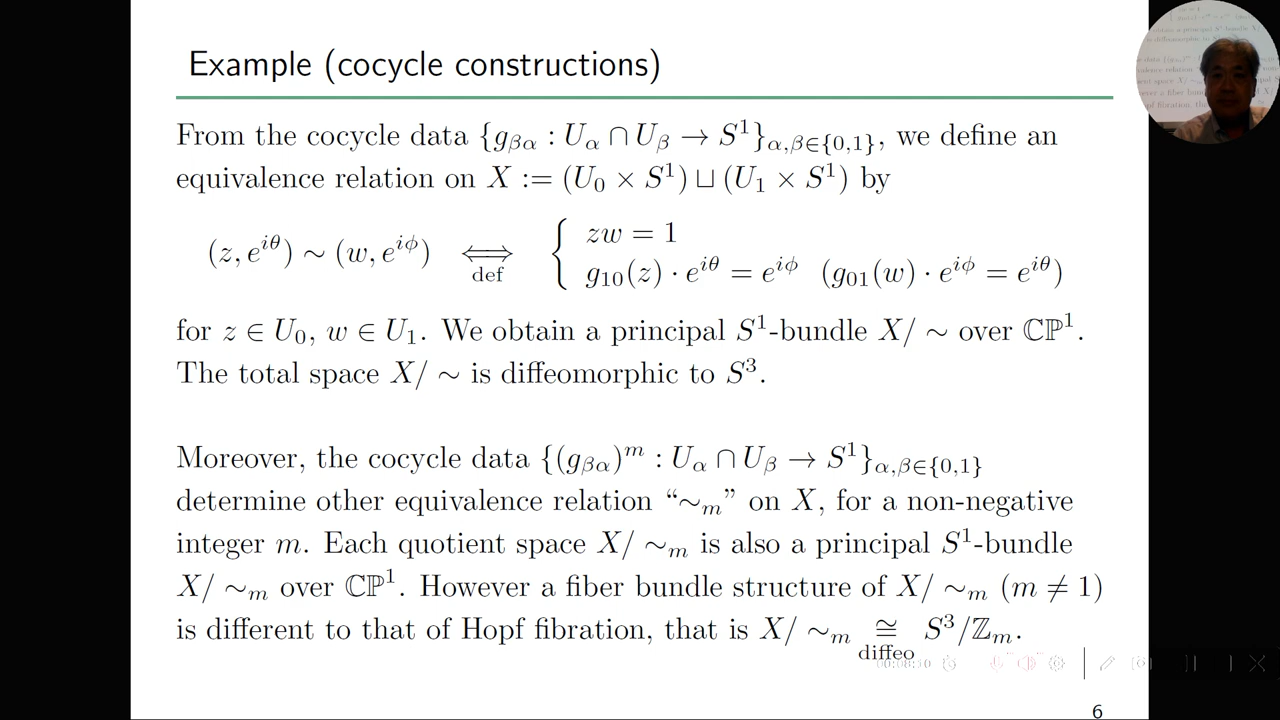 Example (cocycle constructions)
From the cocycle data {g_{βα} : U_α ∩ U_β → S^1}_{α,β∈{0,1}}, we define an
equivalence relation on X := (U_0 × S^1) ⊔ (U_1 × S^1) by
(z, e^{iθ}) ∼ (w, e^{iφ}) ⟺_{def} { zw = 1
g_{10}(z) · e^{iθ} = e^{iφ} (g_{01}(w) · e^{iφ} = e^{iθ})
for z ∈ U_0, w ∈ U_1. We obtain a principal S^1-bundle X/ ∼ over ℂℙ^1.
The total space X/ ∼ is diffeomorphic to S^3.
Moreover, the cocycle data {(g_{βα})^m : U_α ∩ U_β → S^1}_{α,β∈{0,1}}
determine other equivalence relation “∼_m” on X, for a non-negative
integer m. Each quotient space X/ ∼_m is also a principal S^1-bundle
X/ ∼_m over ℂℙ^1. However a fiber bundle structure of X/ ∼_m (m ≠ 1)
is different to that of Hopf fibration, that is X/ ∼_m ≅_{diffeo} S^3/ℤ_m.
6